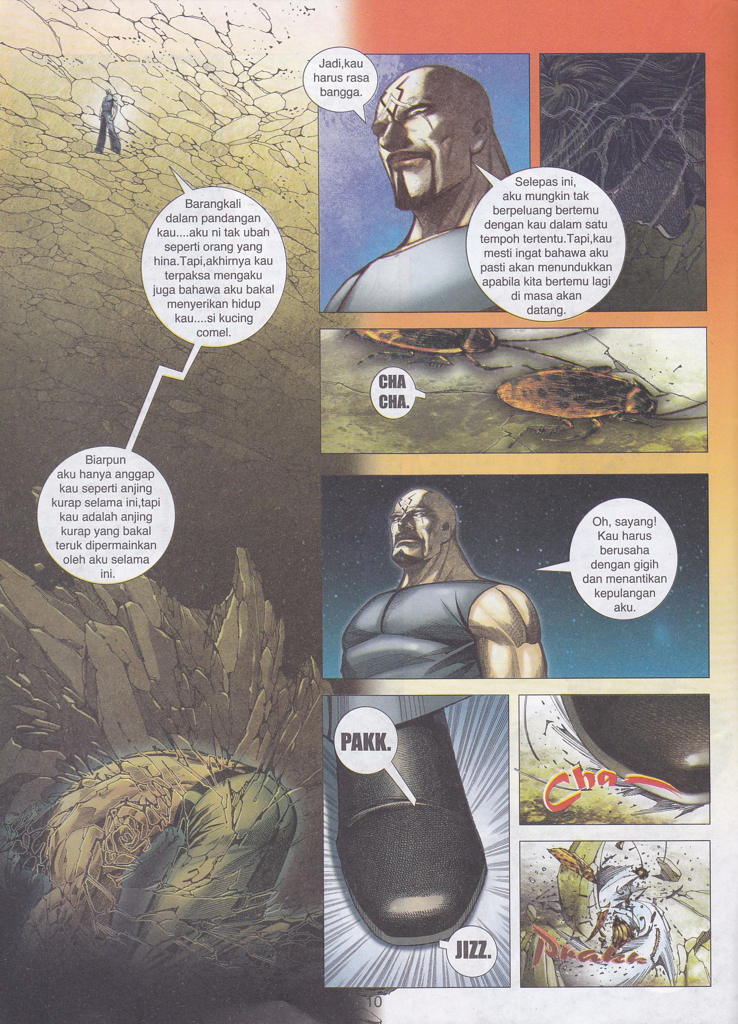 Barangkali
dalam pandangan
kau....aku ni tak ubah
seperti orang yang
hina.Tapi,akhirnya kau
terpaksa mengaku
juga bahawa aku bakal
menyerikan hidup
kau....si kucing
comel.
Biarpun
aku hanya anggap
kau seperti anjing
kurap selama ini,tapi
kau adalah anjing
kurap yang bakal
teruk dipermainkan
oleh aku selama
ini.
Jadi,kau
harus rasa
bangga.
Selepas ini,
aku mungkin tak
berpeluang bertemu
dengan kau dalam satu
tempoh tertentu.Tapi,kau
mesti ingat bahawa aku
pasti akan menundukkan
apabila kita bertemu lagi
di masa akan
datang.
CHA
CHA.
Oh, sayang!
Kau harus
berusaha
dengan gigih
dan menantikan
kepulangan
aku.
PAKK.
JIZZ.
Cha
Phakk
10